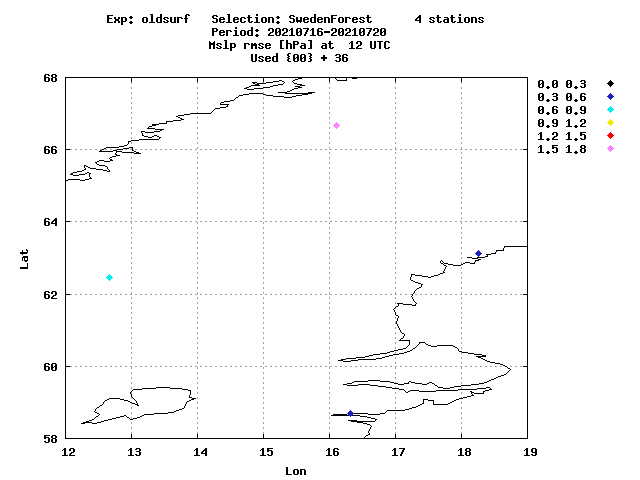 Exp: oldsurf   Selection: SwedenForest      4 stations
Period: 20210716-20210720
Mslp rmse [hPa] at  12 UTC
Used {00} + 36
68
66
64
62
60
58
Lat
12 13 14 15 16 17 18 19
Lon
0.0 0.3
0.3 0.6
0.6 0.9
0.9 1.2
1.2 1.5
1.5 1.8